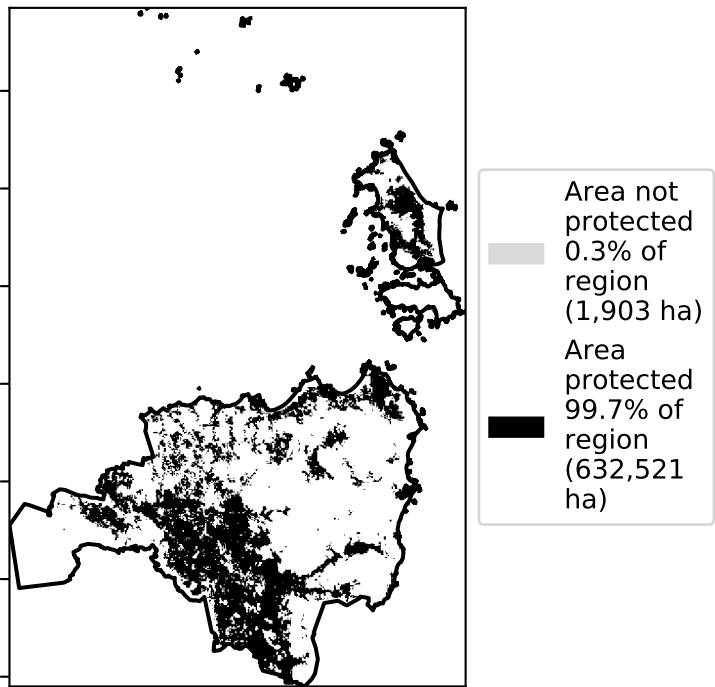 Area not
protected
0.3% of
region
(1,903 ha)
Area
protected
99.7% of
region
(632,521
ha)